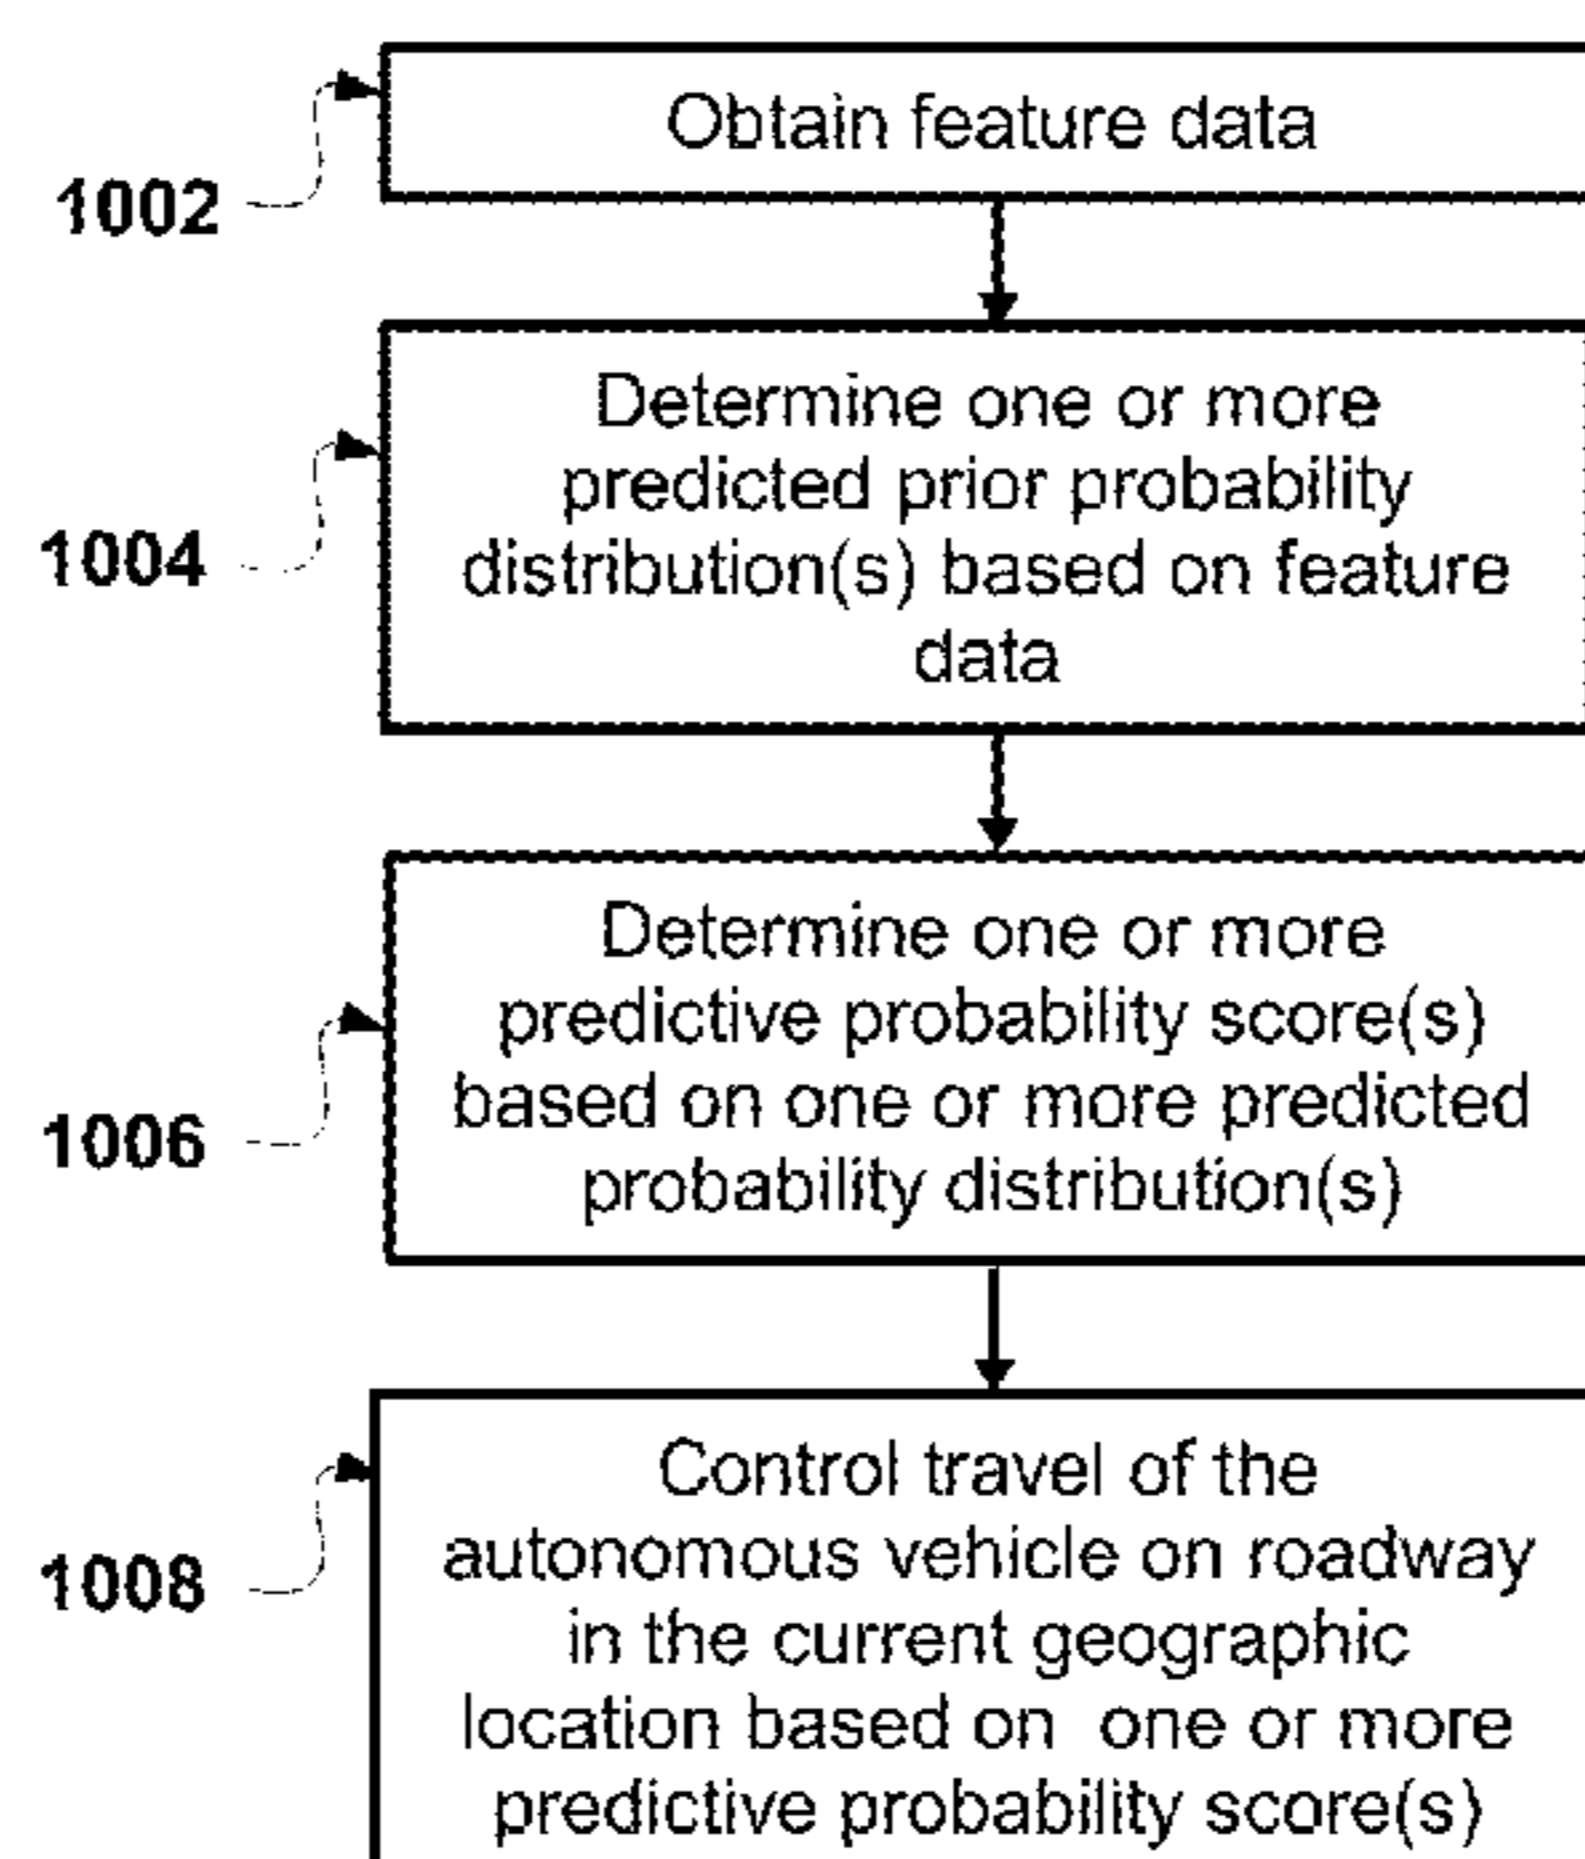 Obtain feature data
1002
Determine one or more
predicted prior probability
distribution(s) based on feature
data
1004
Determine one or more
predictive probability score(s)
based on one or more predicted
probability distribution(s)
1006
Control travel of the
autonomous vehicle on roadway
in the current geographic
location based on one or more
predictive probability score(s)
1008